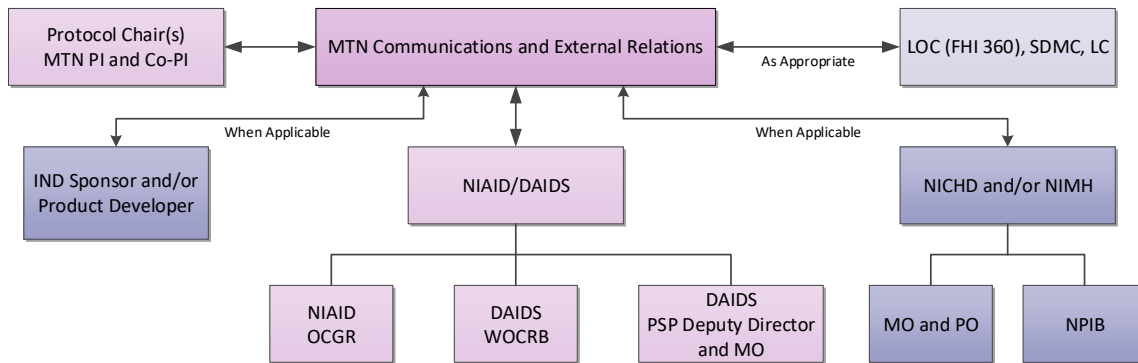 Protocol Chair(s)
MTN PI and Co-PI
MTN Communications and External Relations
LOC (FHI 360), SDMC, LC
As Appropriate
When Applicable
When Applicable
IND Sponsor and/or
Product Developer
NIAID/DAIDS
NICHD and/or NIMH
NIAID
OCGR
DAIDS
WOCRB
DAIDS
PSP Deputy Director
and MO
MO and PO
NPIB